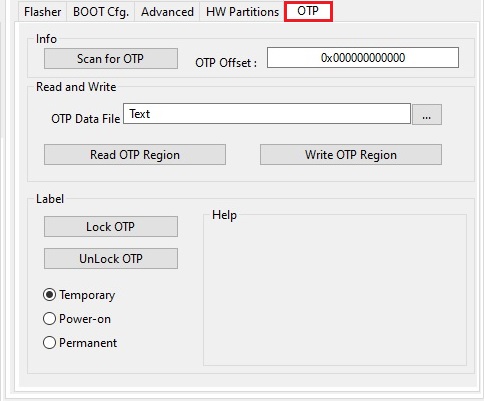 Flasher BOOT Cfg. Advanced HW Partitions OTP
Info
Scan for OTP OTP Offset : 0x000000000000
Read and Write
OTP Data File Text ...
Read OTP Region Write OTP Region
Label
Help
Lock OTP
UnLock OTP
Temporary
Power-on
Permanent